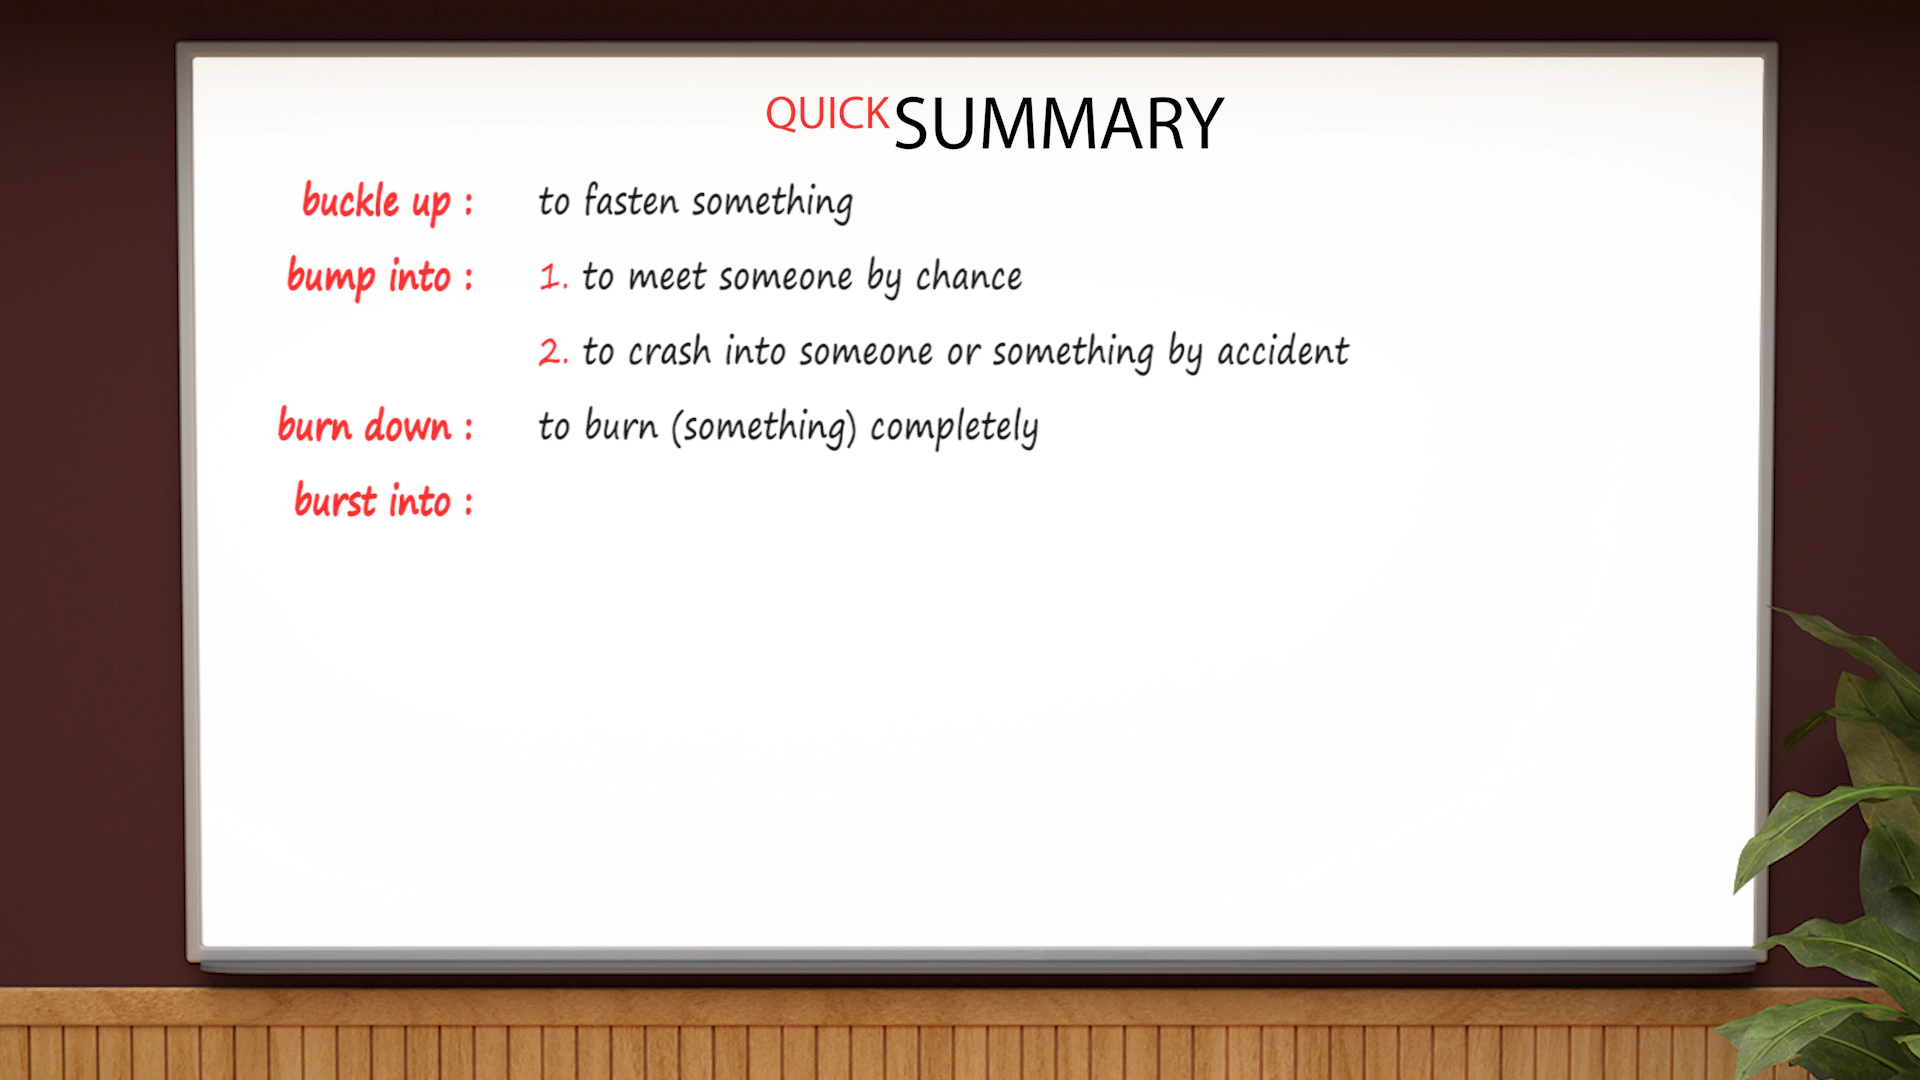 QUICK SUMMARY
buckle up : to fasten something
bump into : 1. to meet someone by chance
2. to crash into someone or something by accident
burn down : to burn (something) completely
burst into :